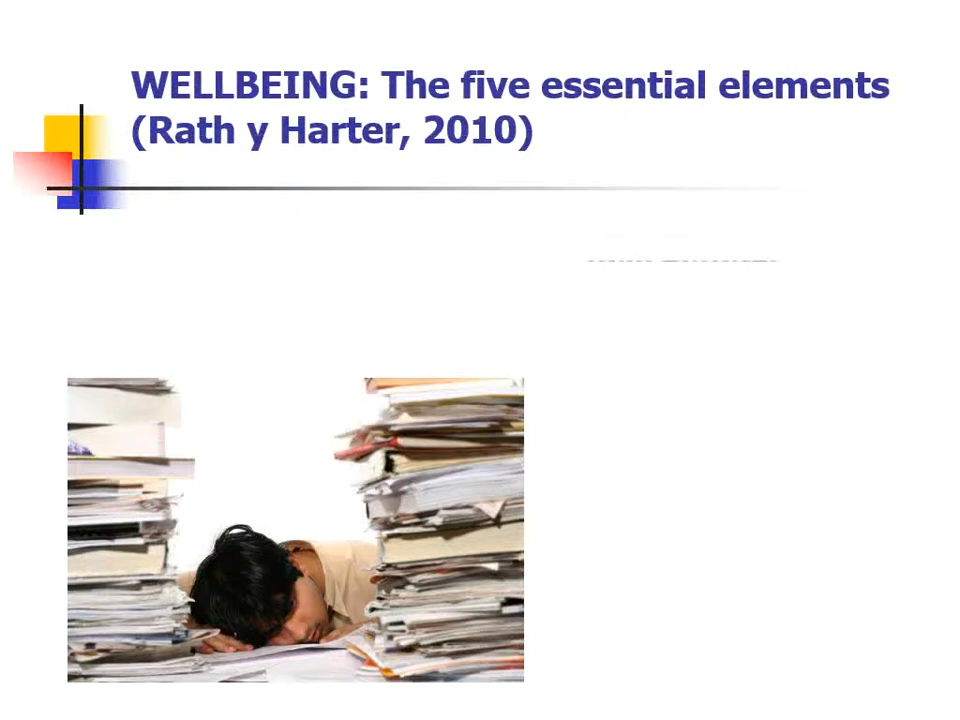 WELLBEING: The five essential elements
(Rath y Harter, 2010)